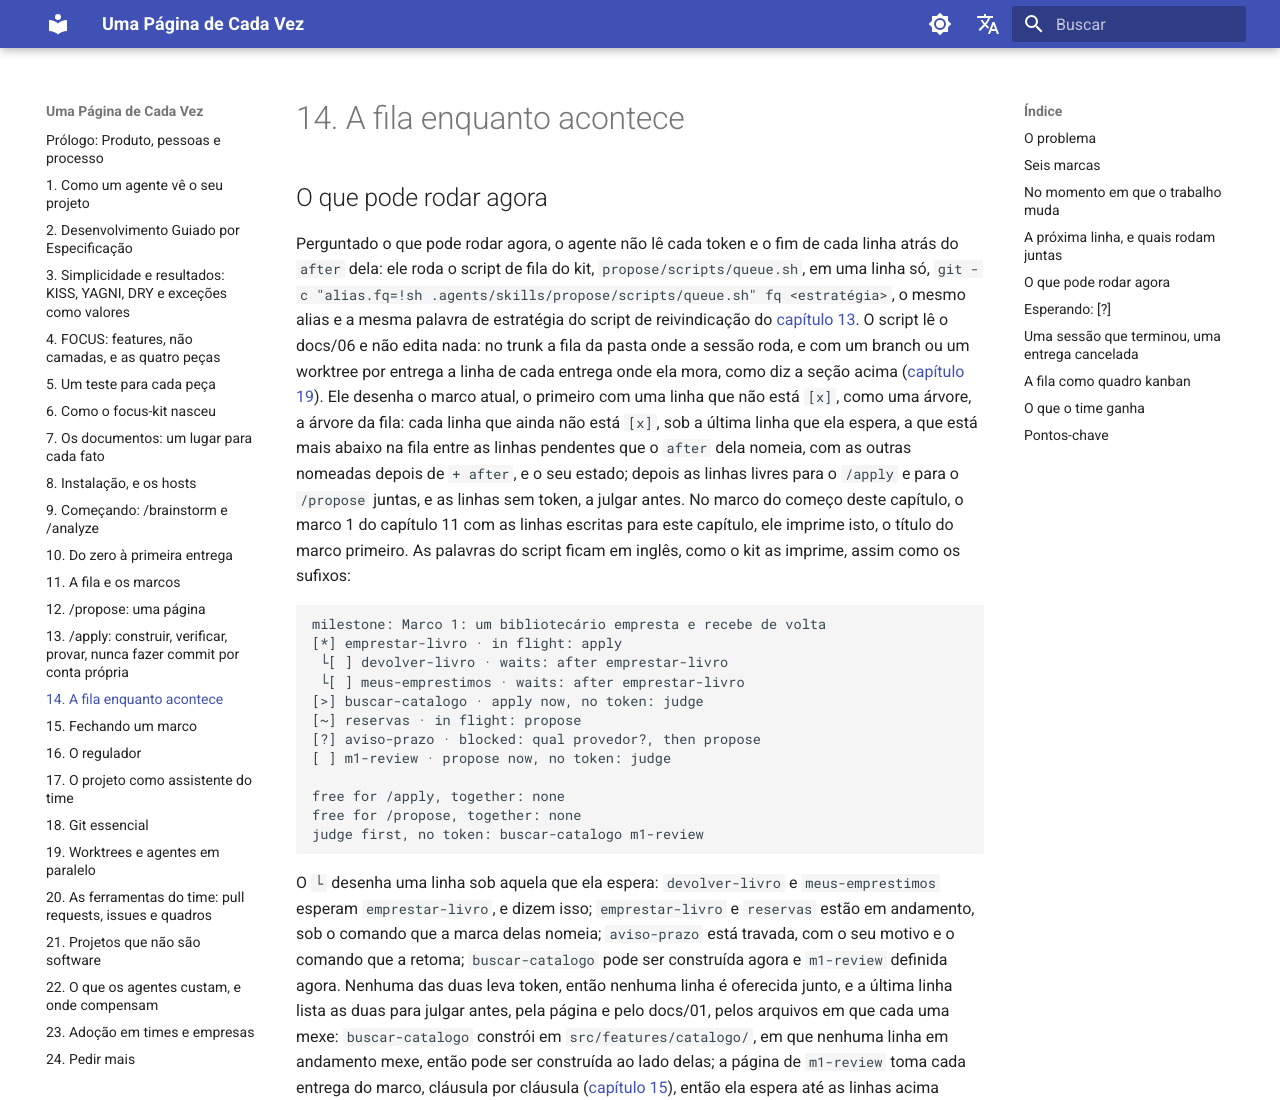 Uma Página de Cada Vez
Buscar
Uma Página de Cada Vez
Prólogo: Produto, pessoas e
processo
1. Como um agente vê o seu
projeto
2. Desenvolvimento Guiado por
Especificação
3. Simplicidade e resultados:
KISS, YAGNI, DRY e exceções
como valores
4. FOCUS: features, não
camadas, e as quatro peças
5. Um teste para cada peça
6. Como o focus-kit nasceu
7. Os documentos: um lugar para
cada fato
8. Instalação, e os hosts
9. Começando: /brainstorm e
/analyze
10. Do zero à primeira entrega
11. A fila e os marcos
12. /propose: uma página
13. /apply: construir, verificar,
provar, nunca fazer commit por
conta própria
14. A fila enquanto acontece
15. Fechando um marco
16. O regulador
17. O projeto como assistente do
time
18. Git essencial
19. Worktrees e agentes em
paralelo
20. As ferramentas do time: pull
requests, issues e quadros
21. Projetos que não são
software
22. O que os agentes custam, e
onde compensam
23. Adoção em times e empresas
24. Pedir mais
14. A fila enquanto acontece
O que pode rodar agora
Perguntado o que pode rodar agora, o agente não lê cada token e o fim de cada linha atrás do
after dela: ele roda o script de fila do kit, propose/scripts/queue.sh, em uma linha só, git -
c "alias.fq=!sh .agents/skills/propose/scripts/queue.sh" fq <estratégia>, o mesmo
alias e a mesma palavra de estratégia do script de reivindicação do capítulo 13. O script lê o
docs/06 e não edita nada: no trunk a fila da pasta onde a sessão roda, e com um branch ou um
worktree por entrega a linha de cada entrega onde ela mora, como diz a seção acima (capítulo
19). Ele desenha o marco atual, o primeiro com uma linha que não está [x], como uma árvore,
a árvore da fila: cada linha que ainda não está [x], sob a última linha que ela espera, a que está
mais abaixo na fila entre as linhas pendentes que o after dela nomeia, com as outras
nomeadas depois de + after, e o seu estado; depois as linhas livres para o /apply e para o
/propose juntas, e as linhas sem token, a julgar antes. No marco do começo deste capítulo, o
marco 1 do capítulo 11 com as linhas escritas para este capítulo, ele imprime isto, o título do
marco primeiro. As palavras do script ficam em inglês, como o kit as imprime, assim como os
sufixos:
milestone: Marco 1: um bibliotecário empresta e recebe de volta
[*] emprestar-livro · in flight: apply
└[ ] devolver-livro · waits: after emprestar-livro
└[ ] meus-emprestimos · waits: after emprestar-livro
[>] buscar-catalogo · apply now, no token: judge
[~] reservas · in flight: propose
[?] aviso-prazo · blocked: qual provedor?, then propose
[ ] m1-review · propose now, no token: judge
free for /apply, together: none
free for /propose, together: none
judge first, no token: buscar-catalogo m1-review
O └ desenha uma linha sob aquela que ela espera: devolver-livro e meus-emprestimos
esperam emprestar-livro, e dizem isso; emprestar-livro e reservas estão em andamento,
sob o comando que a marca delas nomeia; aviso-prazo está travada, com o seu motivo e o
comando que a retoma; buscar-catalogo pode ser construída agora e m1-review definida
agora. Nenhuma das duas leva token, então nenhuma linha é oferecida junto, e a última linha
lista as duas para julgar antes, pela página e pelo docs/01, pelos arquivos em que cada uma
mexe: buscar-catalogo constrói em src/features/catalogo/, em que nenhuma linha em
andamento mexe, então pode ser construída ao lado delas; a página de m1-review toma cada
entrega do marco, cláusula por cláusula (capítulo 15), então ela espera até as linhas acima
Índice
O problema
Seis marcas
No momento em que o trabalho
muda
A próxima linha, e quais rodam
juntas
O que pode rodar agora
Esperando: [?]
Uma sessão que terminou, uma
entrega cancelada
A fila como quadro kanban
O que o time ganha
Pontos-chave